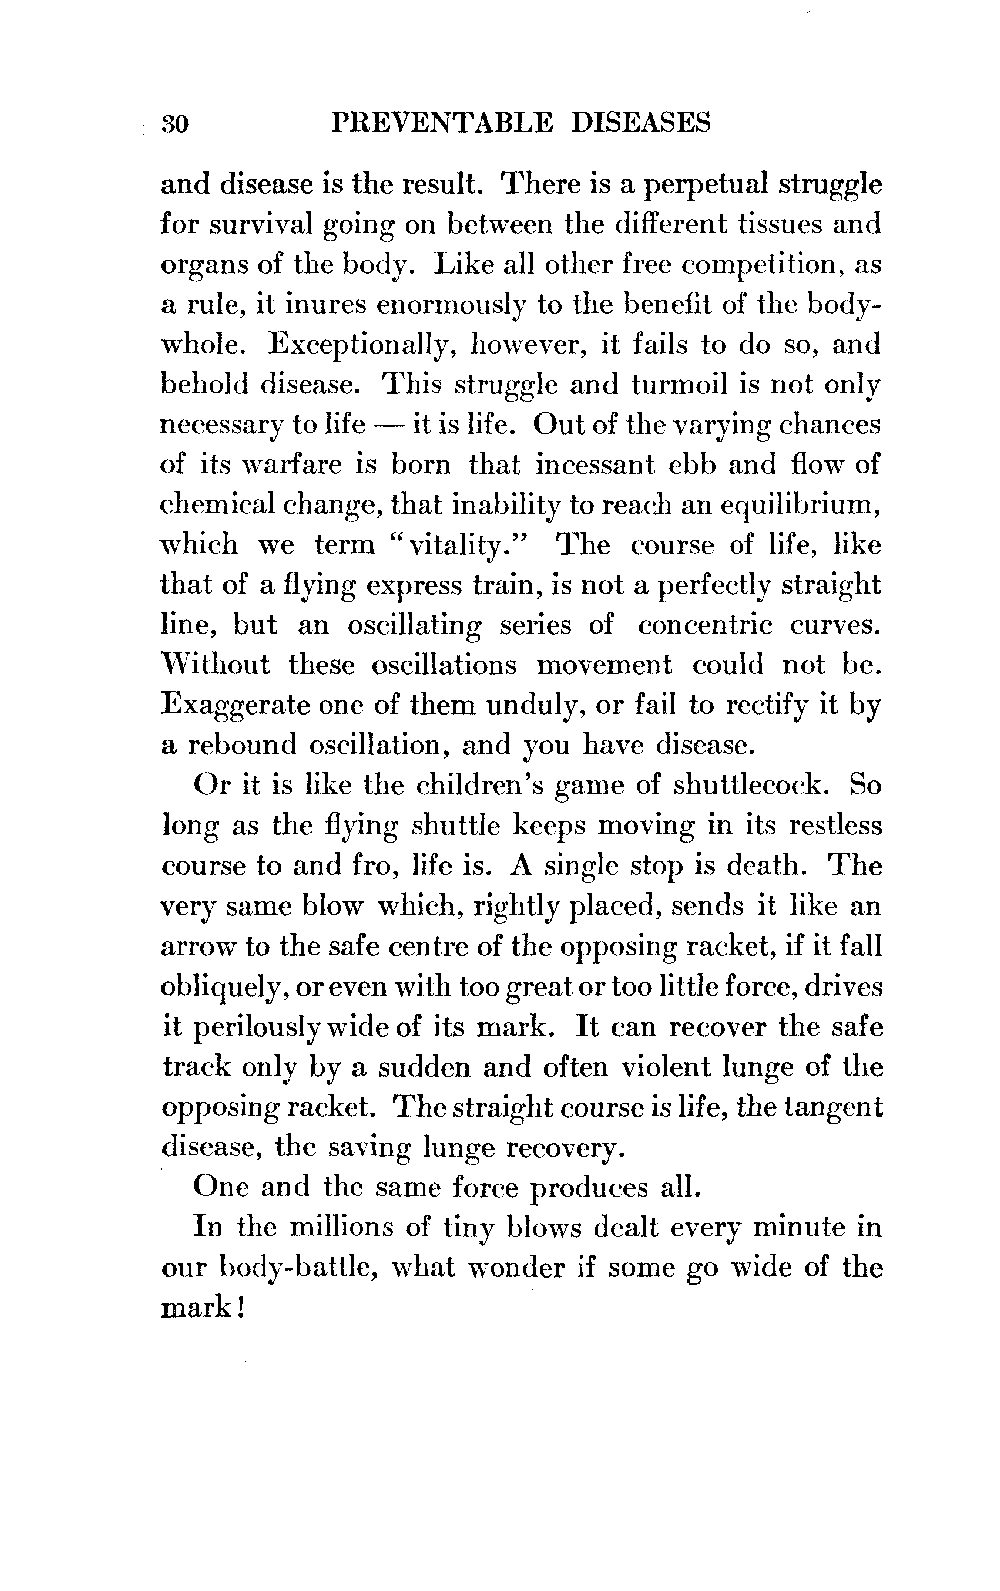 30 PREVENTABLE DISEASES
and disease is the result. There is a perpetual struggle
for survival going on between the different tissues and
organs of the body. Like all other free competition, as
a rule, it inures enormously to the benefit of the body-
whole. Exceptionally, however, it fails to do so, and
behold disease. This struggle and turmoil is not only
necessary to life — it is life. Out of the varying chances
of its warfare is born that incessant ebb and flow of
chemical change, that inability to reach an equilibrium,
which we term "vitality." The course of life, like
that of a flying express train, is not a perfectly straight
line, but an oscillating series of concentric curves.
Without these oscillations movement could not be.
Exaggerate one of them unduly, or fail to rectify it by
a rebound oscillation, and you have disease.
Or it is like the children's game of shuttlecock. So
long as the flying shuttle keeps moving in its restless
course to and fro, life is. A single stop is death. The
very same blow which, rightly placed, sends it like an
arrow to the safe centre of the opposing racket, if it fall
obliquely, or even with too great or too little force, drives
it perilously wide of its mark. It can recover the safe
track only by a sudden and often violent lunge of the
opposing racket. The straight course is life, the tangent
disease, the saving lunge recovery.
One and the same force produces all.
In the millions of tiny blows dealt every minute in
our body-battle, what wonder if some go wide of the
mark!